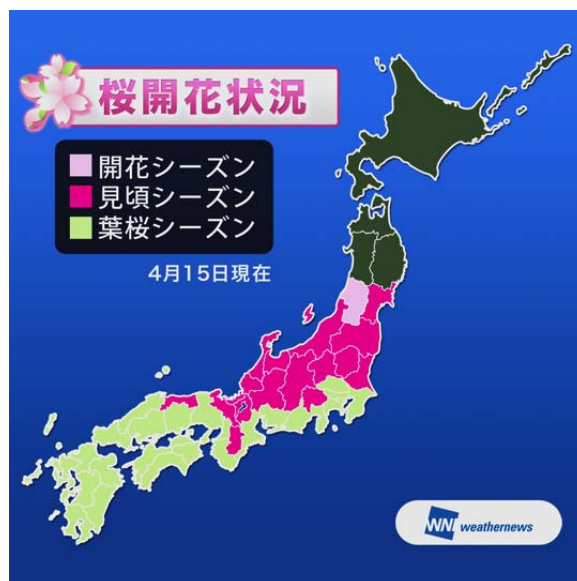 桜開花状況
開花シーズン
見頃シーズン
葉桜シーズン
4月15日現在
WN weathernews